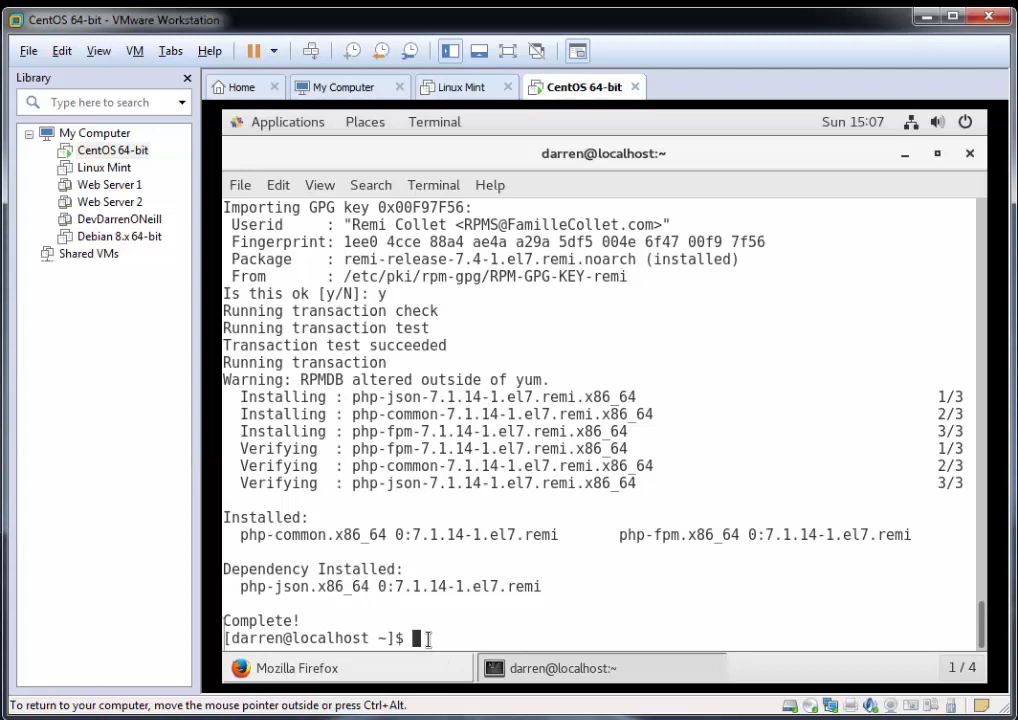 CentOS 64-bit - VMware Workstation
File Edit View VM Tabs Help
Library
Type here to search
My Computer
CentOS 64-bit
Linux Mint
Web Server 1
Web Server 2
DevDarrenONeill
Debian 8.x 64-bit
Shared VMs
Home My Computer Linux Mint CentOS 64-bit
Applications Places Terminal Sun 15:07
darren@localhost:~
File Edit View Search Terminal Help
Importing GPG key 0x00F97F56:
Userid : "Remi Collet <RPMS@FamilleCollet.com>"
Fingerprint: 1ee0 4cce 88a4 ae4a a29a 5df5 004e 6f47 00f9 7f56
Package : remi-release-7.4-1.el7.remi.noarch (installed)
From : /etc/pki/rpm-gpg/RPM-GPG-KEY-remi
Is this ok [y/N]: y
Running transaction check
Running transaction test
Transaction test succeeded
Running transaction
Warning: RPMDB altered outside of yum.
Installing : php-json-7.1.14-1.el7.remi.x86_64 1/3
Installing : php-common-7.1.14-1.el7.remi.x86_64 2/3
Installing : php-fpm-7.1.14-1.el7.remi.x86_64 3/3
Verifying : php-fpm-7.1.14-1.el7.remi.x86_64 1/3
Verifying : php-common-7.1.14-1.el7.remi.x86_64 2/3
Verifying : php-json-7.1.14-1.el7.remi.x86_64 3/3
Installed:
php-common.x86_64 0:7.1.14-1.el7.remi php-fpm.x86_64 0:7.1.14-1.el7.remi
Dependency Installed:
php-json.x86_64 0:7.1.14-1.el7.remi
Complete!
[darren@localhost ~]$
Mozilla Firefox darren@localhost:~ 1 / 4
To return to your computer, move the mouse pointer outside or press Ctrl+Alt.